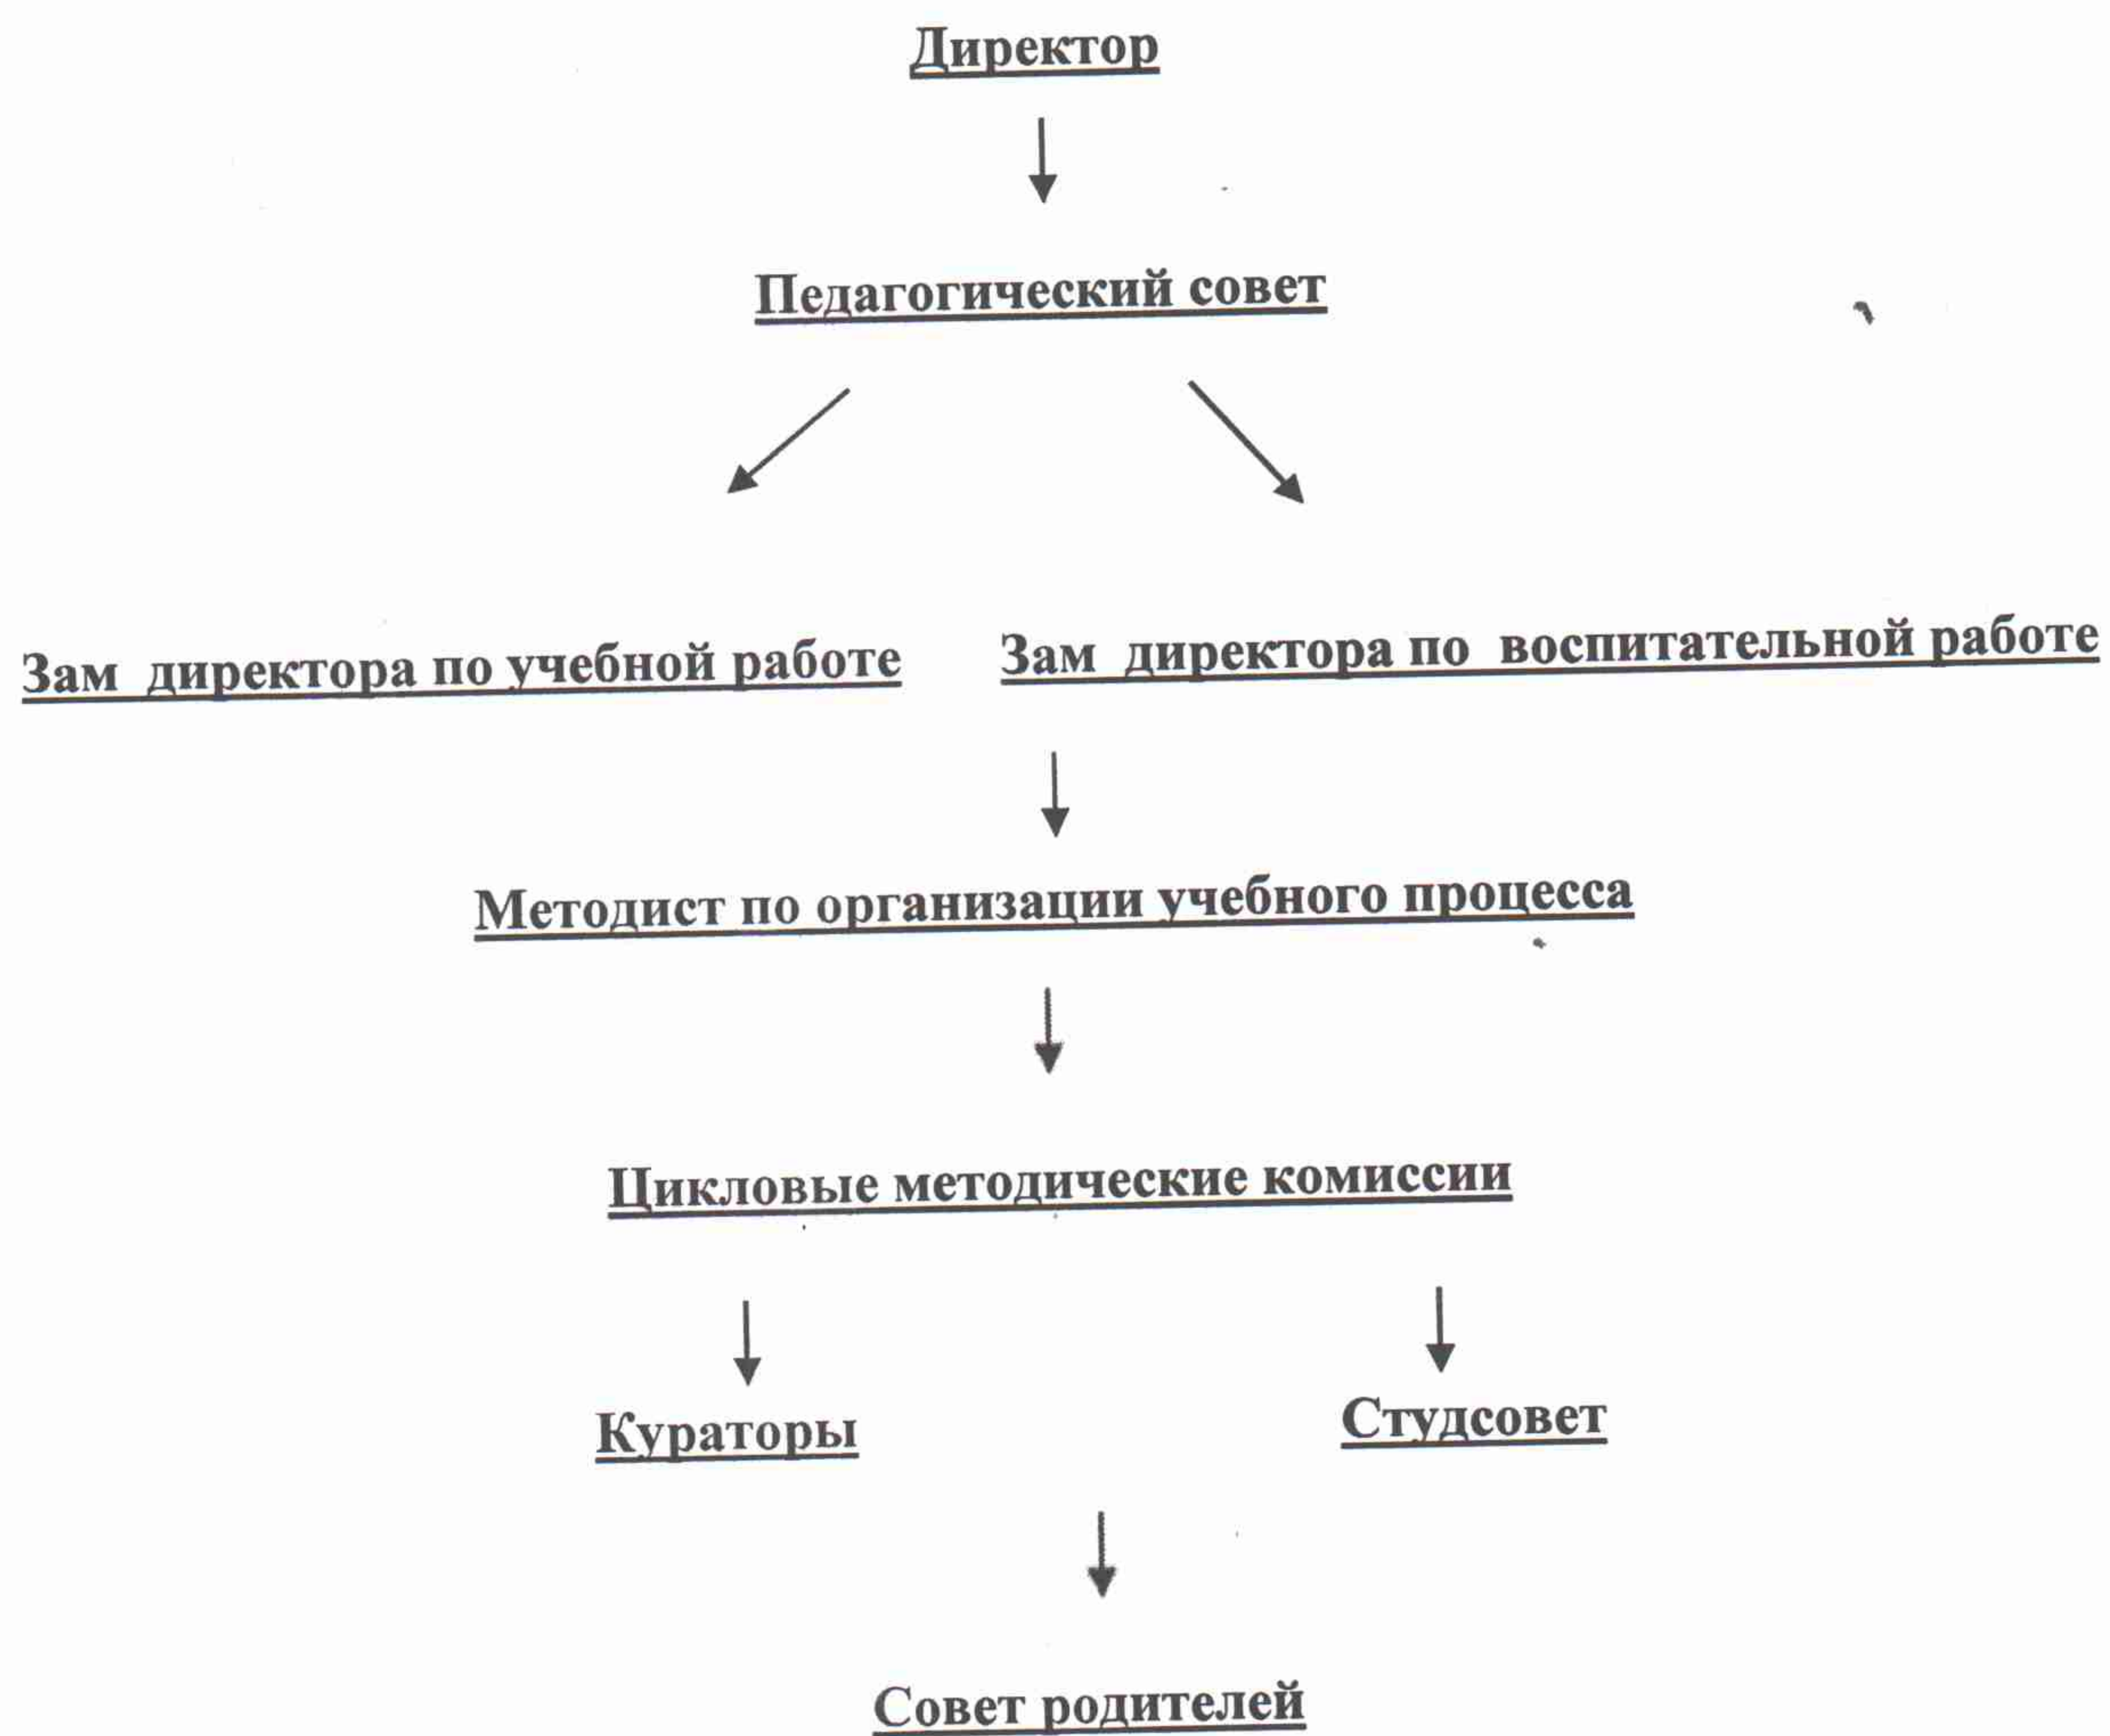 Директор
Педагогический совет
Зам директора по учебной работе
Зам директора по воспитательной работе
Методист по организации учебного процесса
Цикловые методические комиссии
Кураторы
Студсовет
Совет родителей